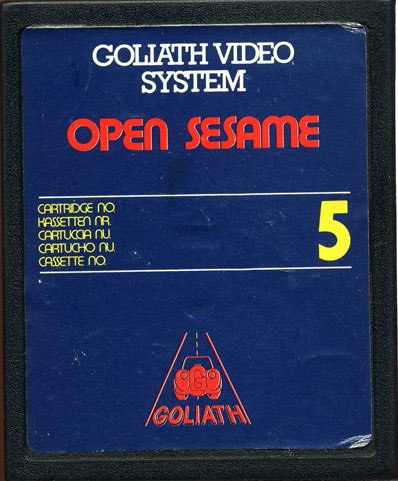 GOLIATH VIDEO
SYSTEM
OPEN SESAME
CARTRIDGE NO.
KASSETTEN NR.
CARTUCCIA NU.
CARTUCHO NU.
CASSETTE NO.
5
G
GOLIATH